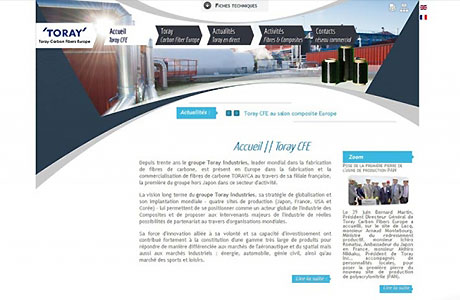 Fiches techniques
'TORAY'
Toray Carbon Fibers Europe
Accueil
Toray CFE
Toray
Carbon Fiber Europe
Actualités
Toray en direct
Activités
Fibres & Composites
Contacts
réseau commercial
Actualités :
Toray CFE au salon composite Europe
Accueil || Toray CFE
Depuis trente ans le groupe Toray Industries, leader mondial dans la fabrication
de fibres de carbone, est présent en Europe dans la fabrication et la
commercialisation de fibres de carbone TORAYCA au travers de sa filiale française,
la première du groupe hors Japon dans ce secteur d'activité.
La vision long terme du groupe Toray Industries, sa stratégie de globalisation et
son implantation mondiale - quatre sites de production (Japon, France, USA et
Corée) - lui permettent de se positionner comme un acteur global de l'industrie des
Composites et de proposer aux intervenants majeurs de l'industrie de réelles
possibilités de partenariat au travers d'organisations mondiales.
Sa force d'innovation alliée à sa volonté et sa capacité d'investissement ont
contribué fortement à la constitution d'une gamme très large de produits pour
répondre de manière différenciée aux marchés de l'aéronautique et du spatial mais
aussi aux marchés industriels : énergie, automobile, génie civil, ainsi qu'au
marché des sports et loisirs.
Lire la suite
Zoom
Pose de la première pierre de
l'usine de production (PAN)
Le 29 juin Bernard Martin,
Président Directeur Général de
Toray Carbon Fibers Europe a
accueilli, sur le site de Lacq,
monsieur Arnaud Montebourg,
Ministre du redressement
productif, monsieur Ichiro
Komatsu, Ambassadeur du Japon
en France, monsieur Akihiro
Nikkaku, Président de Toray
Inc., accompagnés de
personnalités locales, pour
poser la première pierre du
nouveau site de production
de polyacrylonitrile (PAN).
Lire la suite